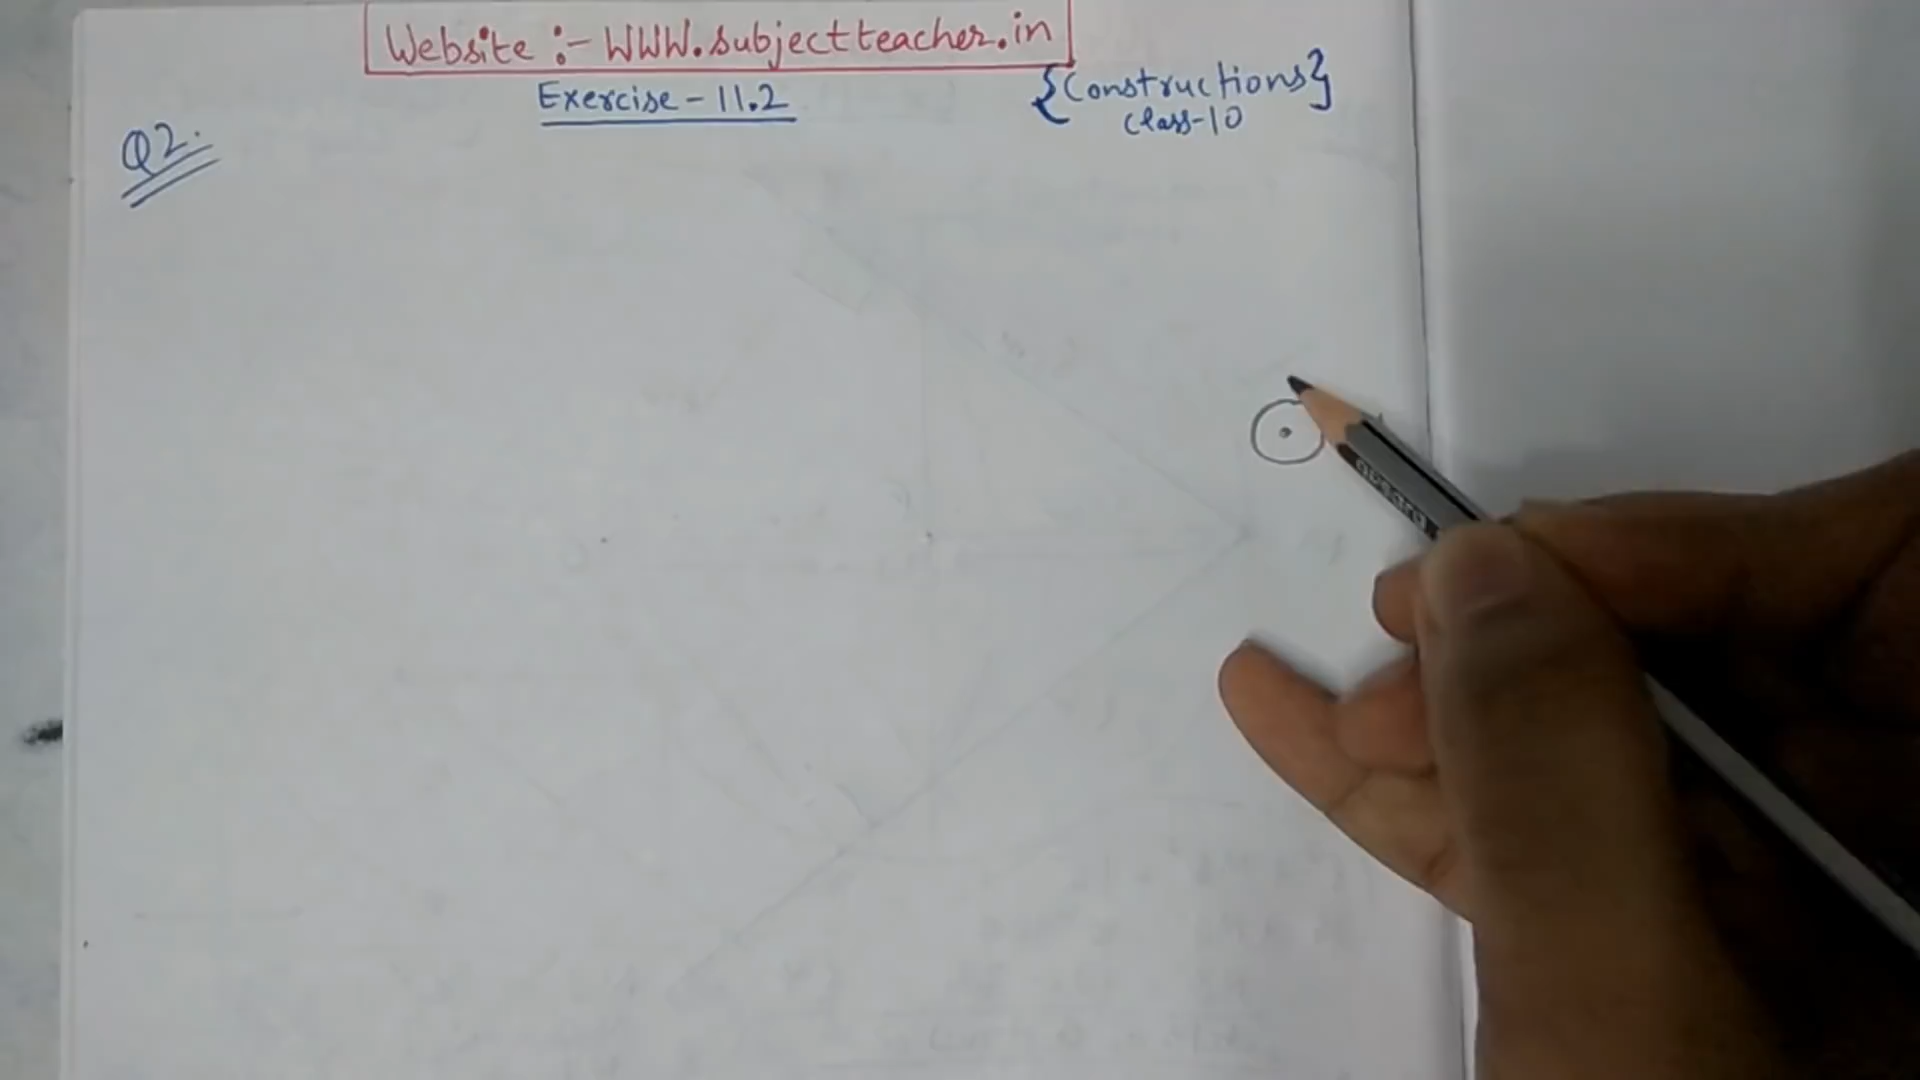 Website :- WWW.subjectteacher.in
Exercise - 11.2
{Constructions}
Class-10
Q2.